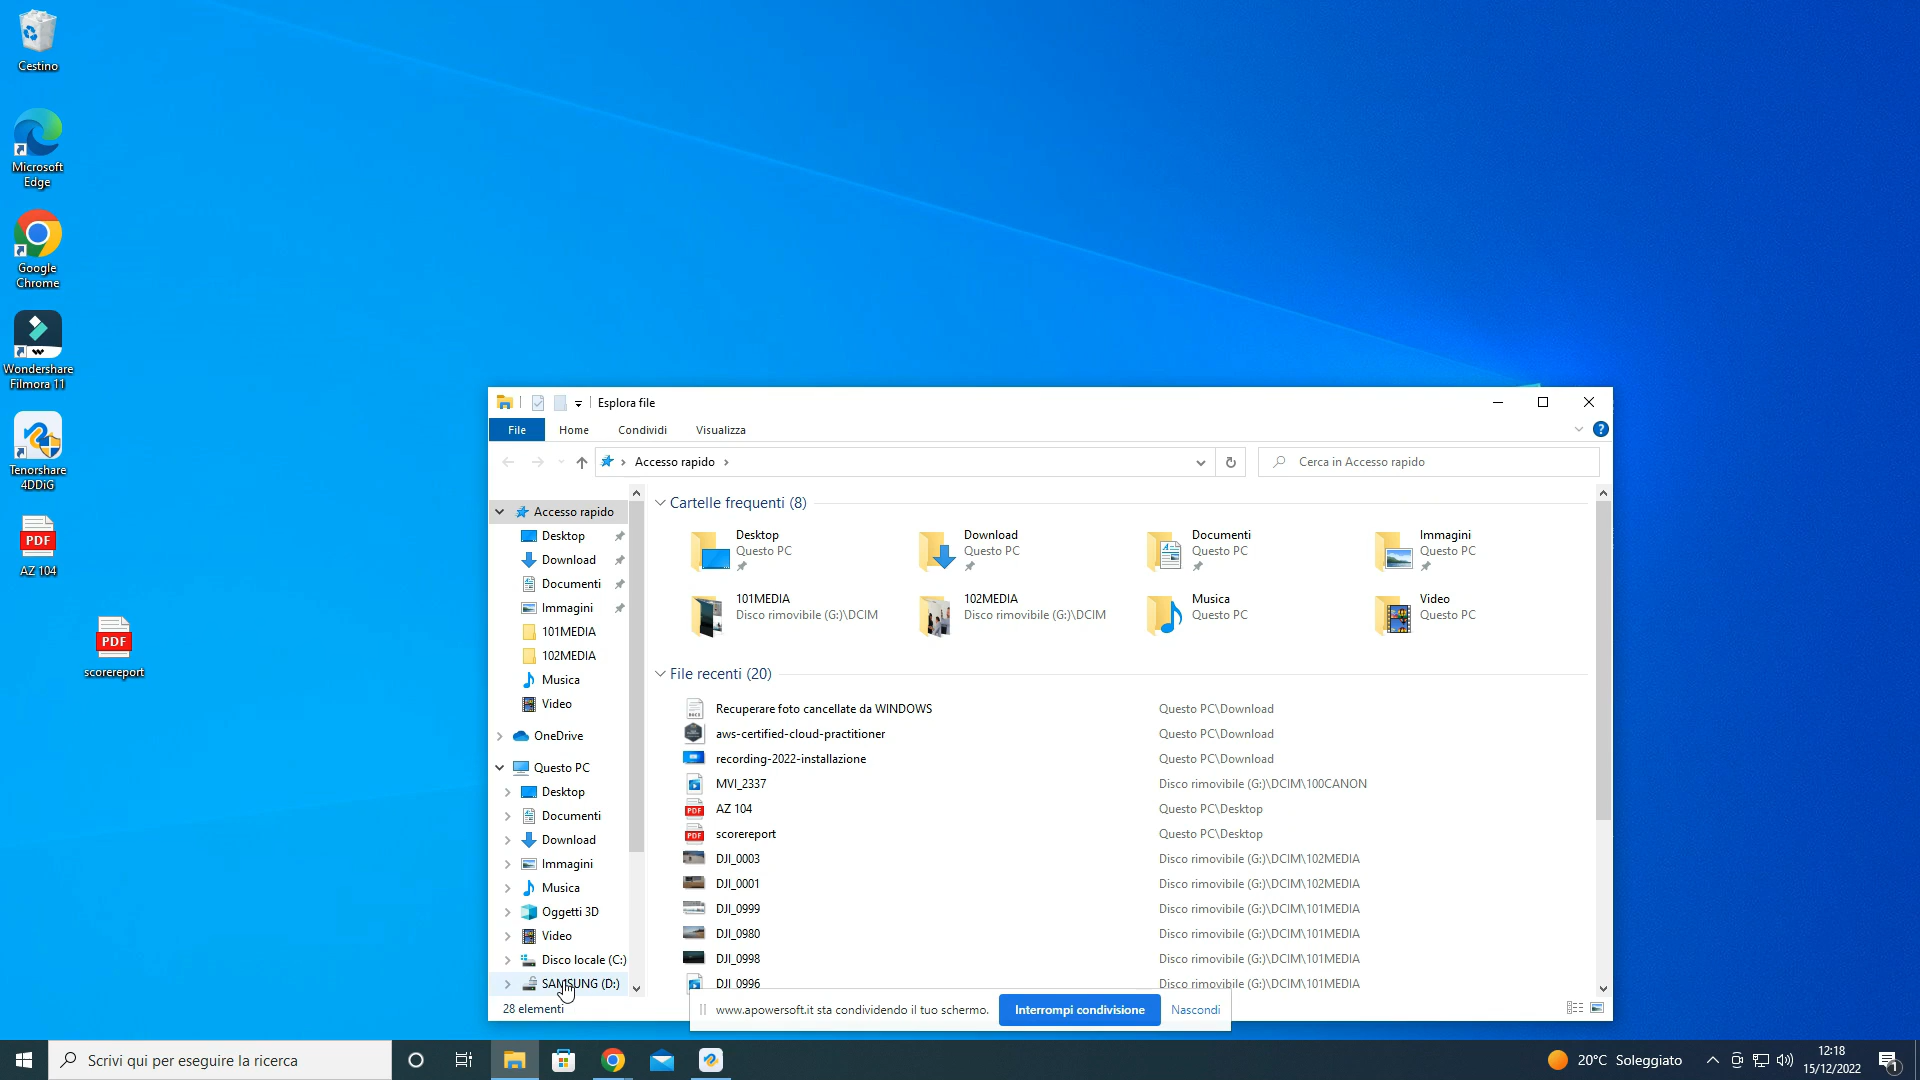 Cestino
Microsoft
Edge
Google
Chrome
Wondershare
Filmora 11
Tenorshare
4DDiG
PDF
AZ 104
PDF
scorereport
Esplora file
File
Home
Condividi
Visualizza
Accesso rapido
Cerca in Accesso rapido
Accesso rapido
Desktop
Download
Documenti
Immagini
101MEDIA
102MEDIA
Musica
Video
OneDrive
Questo PC
Desktop
Documenti
Download
Immagini
Musica
Oggetti 3D
Video
Disco locale (C:)
SAMSUNG (D:)
28 elementi
Cartelle frequenti (8)
Desktop
Questo PC
Download
Questo PC
Documenti
Questo PC
Immagini
Questo PC
101MEDIA
Disco rimovibile (G:)\DCIM
102MEDIA
Disco rimovibile (G:)\DCIM
Musica
Questo PC
Video
Questo PC
File recenti (20)
Recuperare foto cancellate da WINDOWS Questo PC\Download
aws-certified-cloud-practitioner Questo PC\Download
recording-2022-installazione Questo PC\Download
MVI_2337 Disco rimovibile (G:)\DCIM\100CANON
PDF AZ 104 Questo PC\Desktop
PDF scorereport Questo PC\Desktop
DJI_0003 Disco rimovibile (G:)\DCIM\102MEDIA
DJI_0001 Disco rimovibile (G:)\DCIM\102MEDIA
DJI_0999 Disco rimovibile (G:)\DCIM\101MEDIA
DJI_0980 Disco rimovibile (G:)\DCIM\101MEDIA
DJI_0998 Disco rimovibile (G:)\DCIM\101MEDIA
DJI_0996 Disco rimovibile (G:)\DCIM\101MEDIA
www.apowersoft.it sta condividendo il tuo schermo.
Interrompi condivisione
Nascondi
Scrivi qui per eseguire la ricerca
20°C Soleggiato
12:18
15/12/2022
1